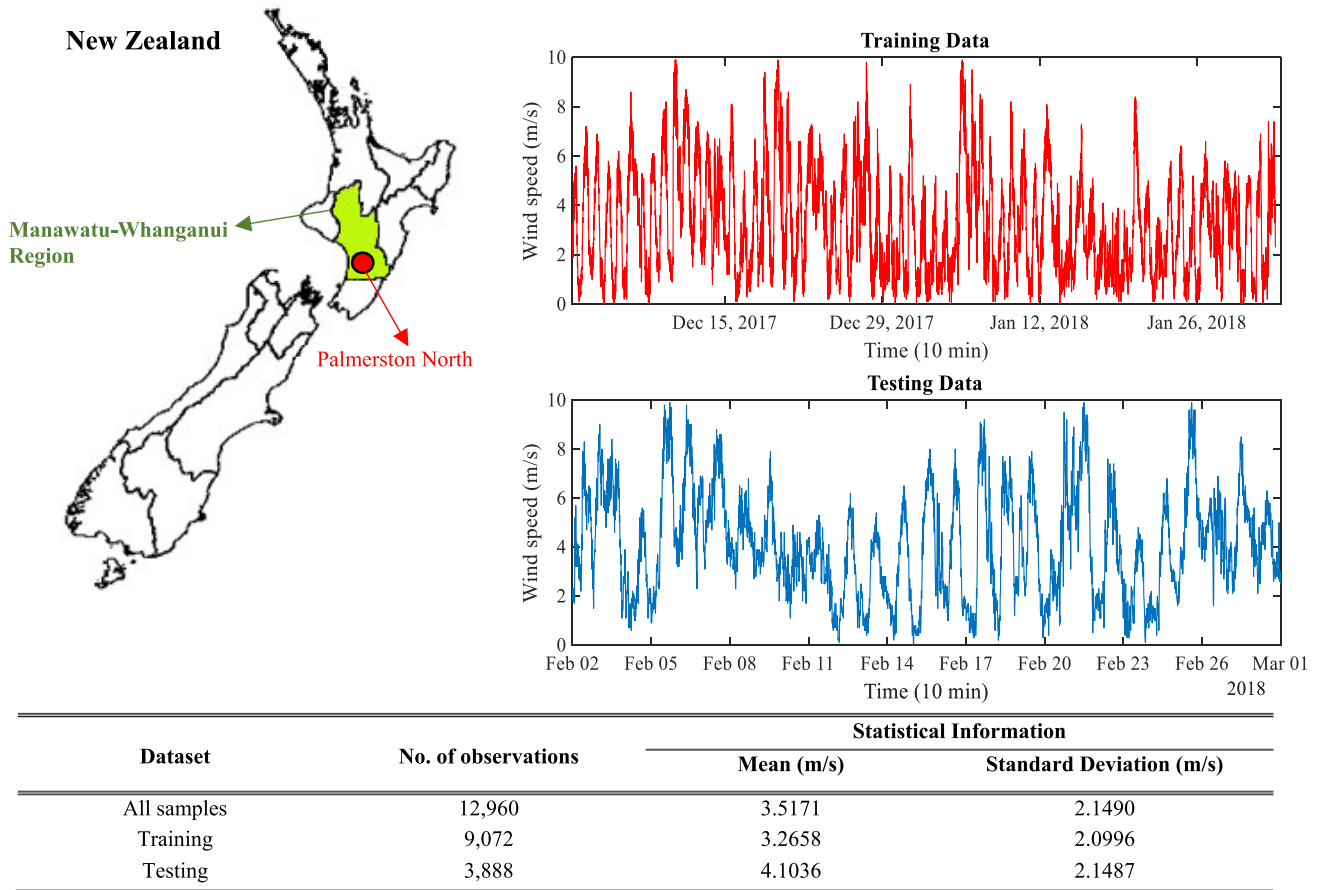 New Zealand
Manawatu-Whanganui
Region
Palmerston North
Training Data
Wind speed (m/s)
10
8
6
4
2
0
Dec 15, 2017 Dec 29, 2017 Jan 12, 2018 Jan 26, 2018
Time (10 min)
Testing Data
Wind speed (m/s)
10
8
6
4
2
0
Feb 02 Feb 05 Feb 08 Feb 11 Feb 14 Feb 17 Feb 20 Feb 23 Feb 26 Mar 01
2018
Time (10 min)
Statistical Information
Dataset No. of observations Mean (m/s) Standard Deviation (m/s)
All samples 12,960 3.5171 2.1490
Training 9,072 3.2658 2.0996
Testing 3,888 4.1036 2.1487